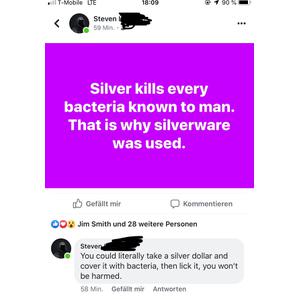 T-Mobile LTE
18:09
90 %
Steven
59 Min.
Silver kills every
bacteria known to man.
That is why silverware
was used.
Gefällt mir
Kommentieren
Jim Smith und 28 weitere Personen
Steven
You could literally take a silver dollar and
cover it with bacteria, then lick it, you won't
be harmed.
58 Min. Gefällt mir Antworten